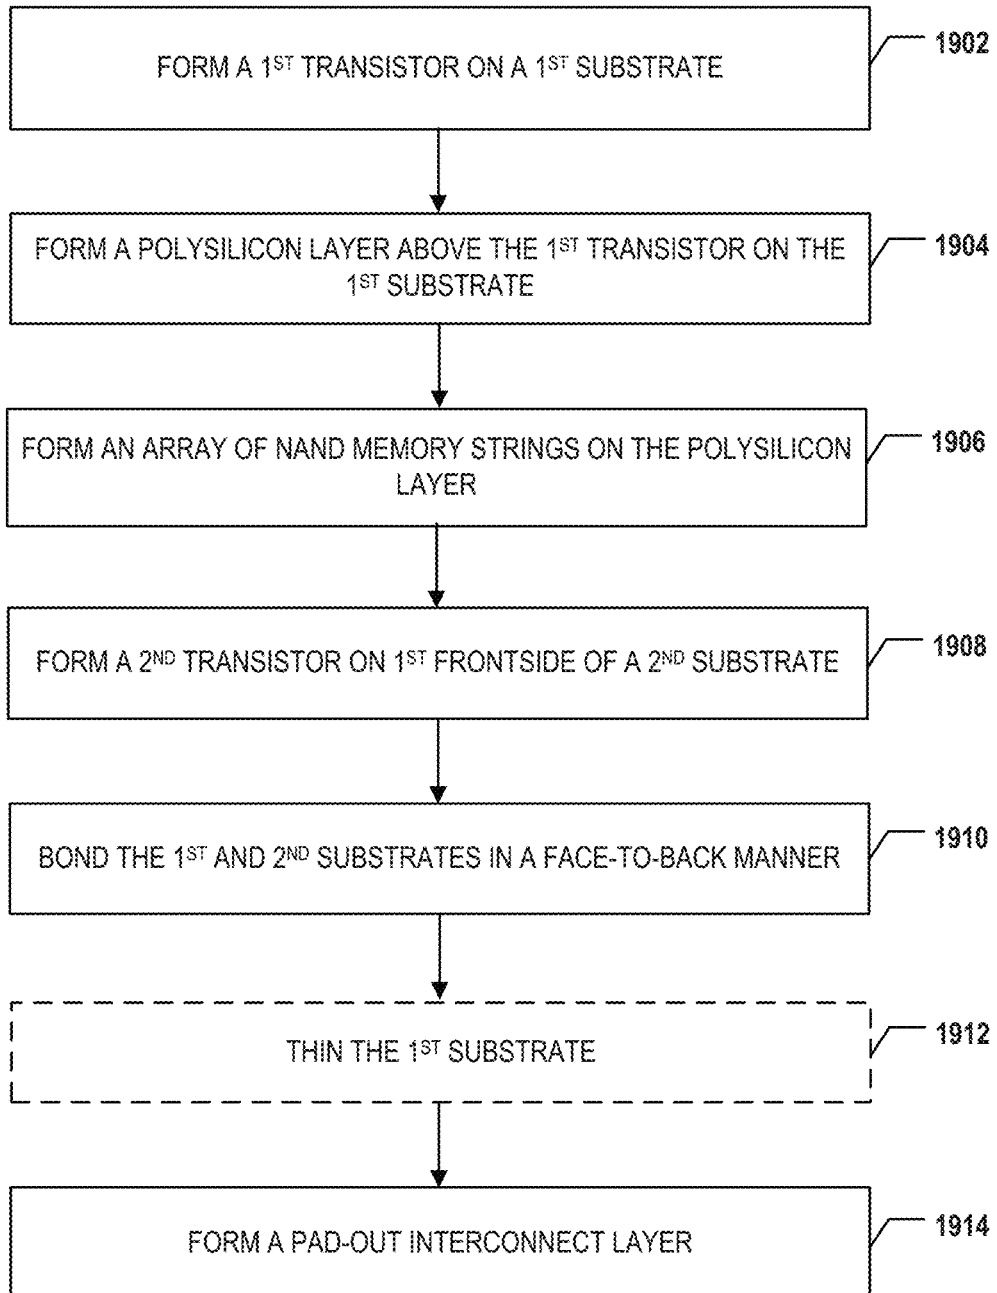 FORM A 1ST TRANSISTOR ON A 1ST SUBSTRATE
1902
FORM A POLYSILICON LAYER ABOVE THE 1ST TRANSISTOR ON THE
1ST SUBSTRATE
1904
FORM AN ARRAY OF NAND MEMORY STRINGS ON THE POLYSILICON
LAYER
1906
FORM A 2ND TRANSISTOR ON 1ST FRONTSIDE OF A 2ND SUBSTRATE
1908
BOND THE 1ST AND 2ND SUBSTRATES IN A FACE-TO-BACK MANNER
1910
THIN THE 1ST SUBSTRATE
1912
FORM A PAD-OUT INTERCONNECT LAYER
1914